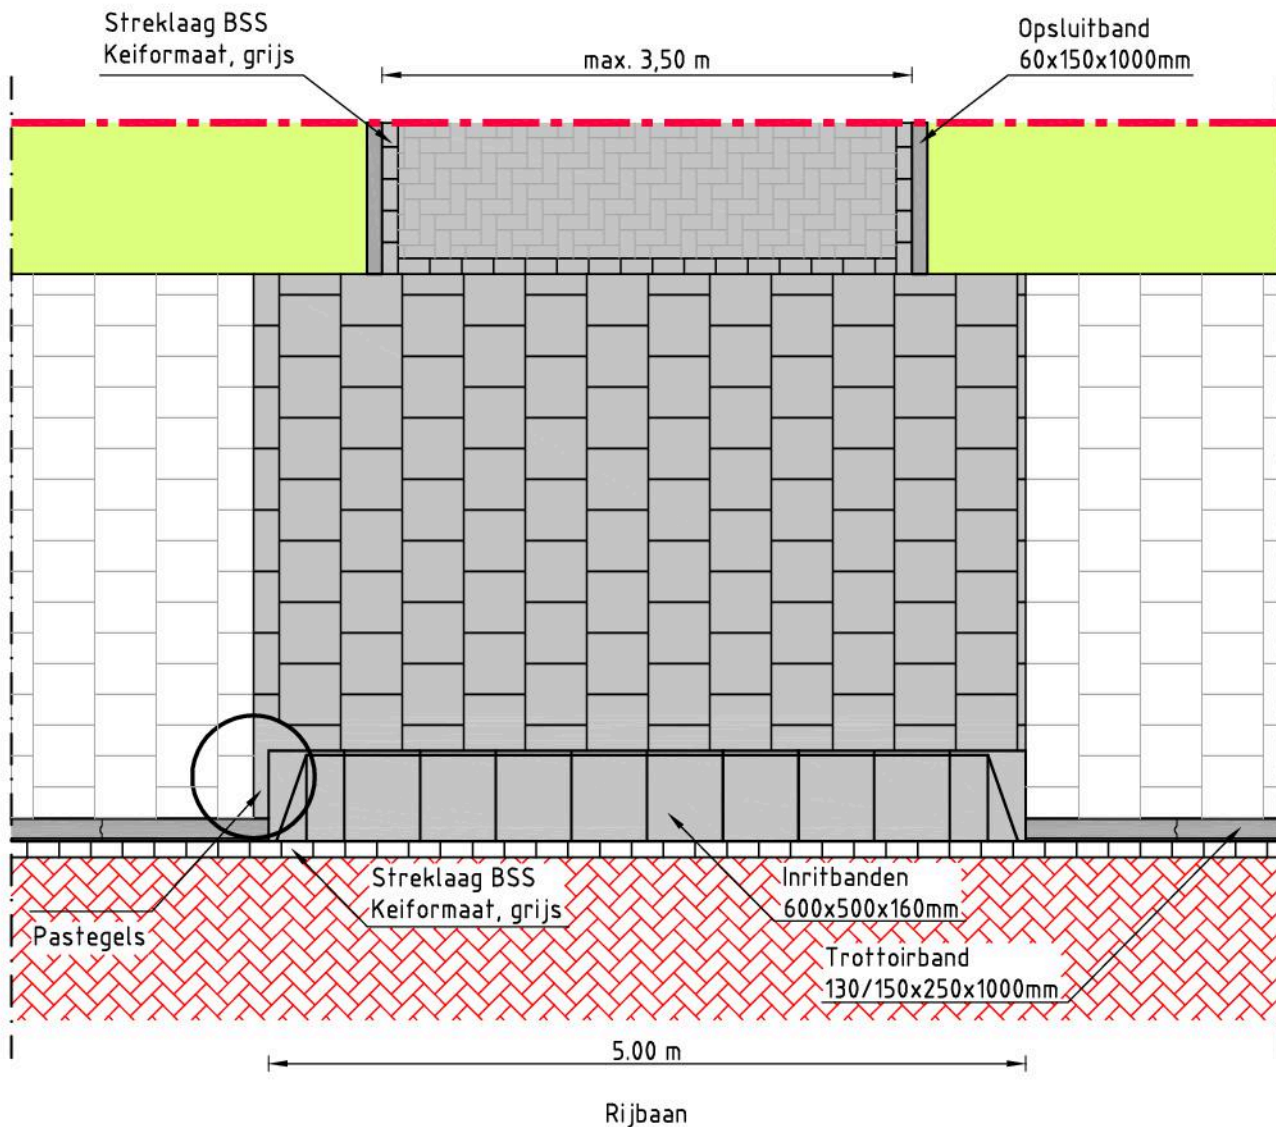 Streklaag BSS
Keiformaat, grijs
max. 3,50 m
Opsluitband
60x150x1000mm
Streklaag BSS
Keiformaat, grijs
Inritbanden
600x500x160mm
Pastegels
Trottoirband
130/150x250x1000mm
5.00 m
Rijbaan